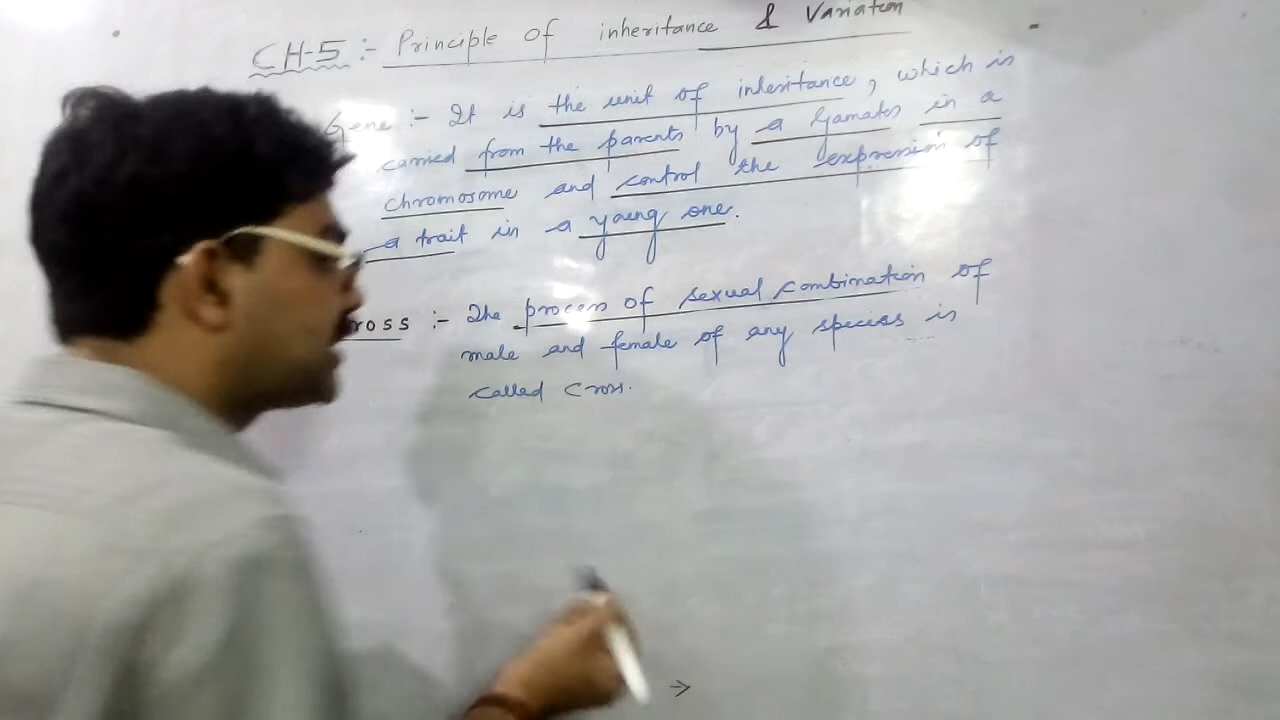 CH-5 :- Principle of inheritance & Variation
Gene :- It is the unit of inheritance, which is
carried from the parents by a Gamates in a
chromosome and control the expression of
a trait in a young one.
ross :- The process of sexual combination of
male and female of any species is
called Cross.
→